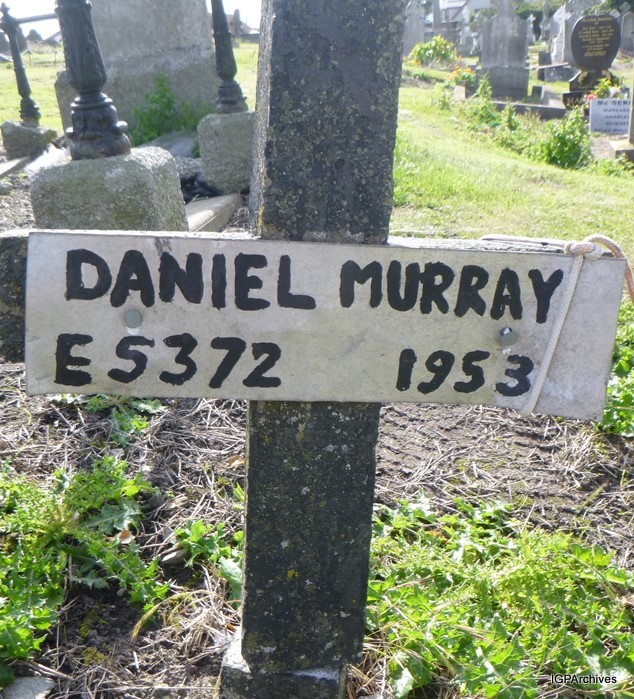 DANIEL MURRAY
E5372 1953
IGPArchives